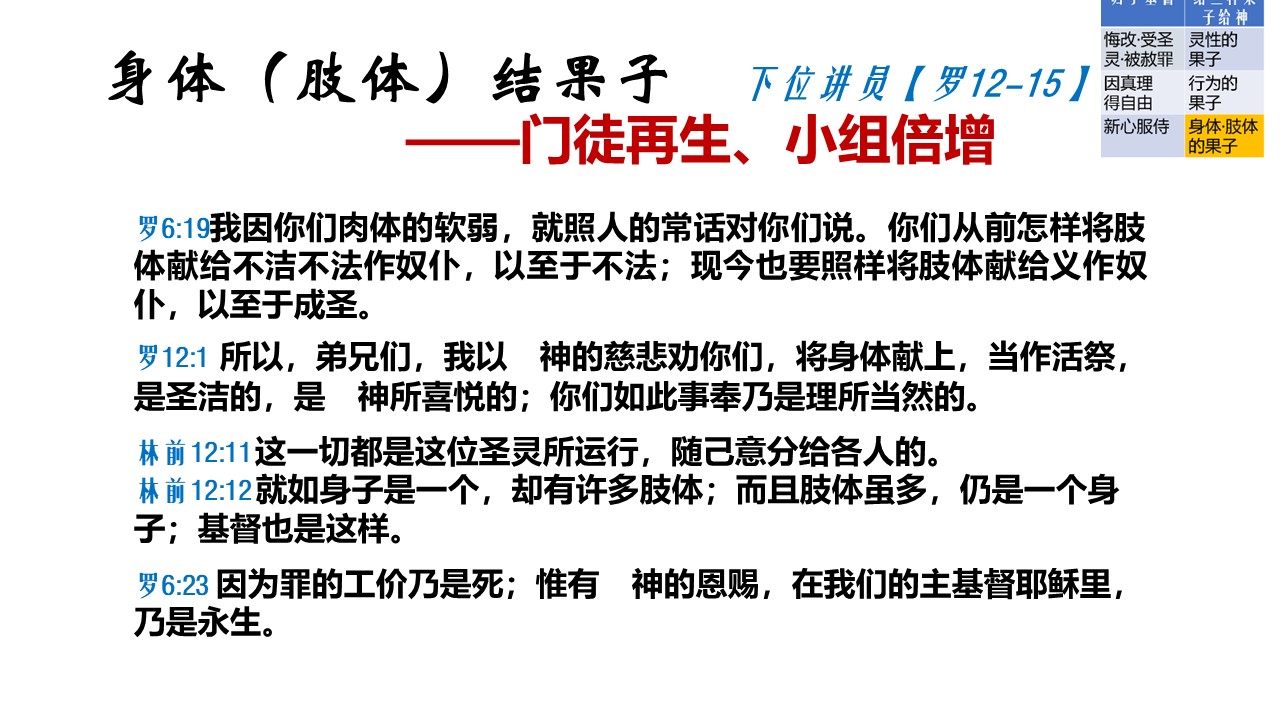 身体（肢体）结果子
下位讲员【罗12-15】
——门徒再生、小组倍增
子给神
悔改·受圣
灵·被赦罪
灵性的
果子
因真理
得自由
行为的
果子
新心服侍
身体·肢体
的果子
罗6:19我因你们肉体的软弱，就照人的常话对你们说。你们从前怎样将肢
体献给不洁不法作奴仆，以至于不法；现今也要照样将肢体献给义作奴
仆，以至于成圣。
罗12:1 所以，弟兄们，我以　神的慈悲劝你们，将身体献上，当作活祭，
是圣洁的，是　神所喜悦的；你们如此事奉乃是理所当然的。
林前12:11这一切都是这位圣灵所运行，随己意分给各人的。
林前12:12就如身子是一个，却有许多肢体；而且肢体虽多，仍是一个身
子；基督也是这样。
罗6:23 因为罪的工价乃是死；惟有　神的恩赐，在我们的主基督耶稣里，
乃是永生。